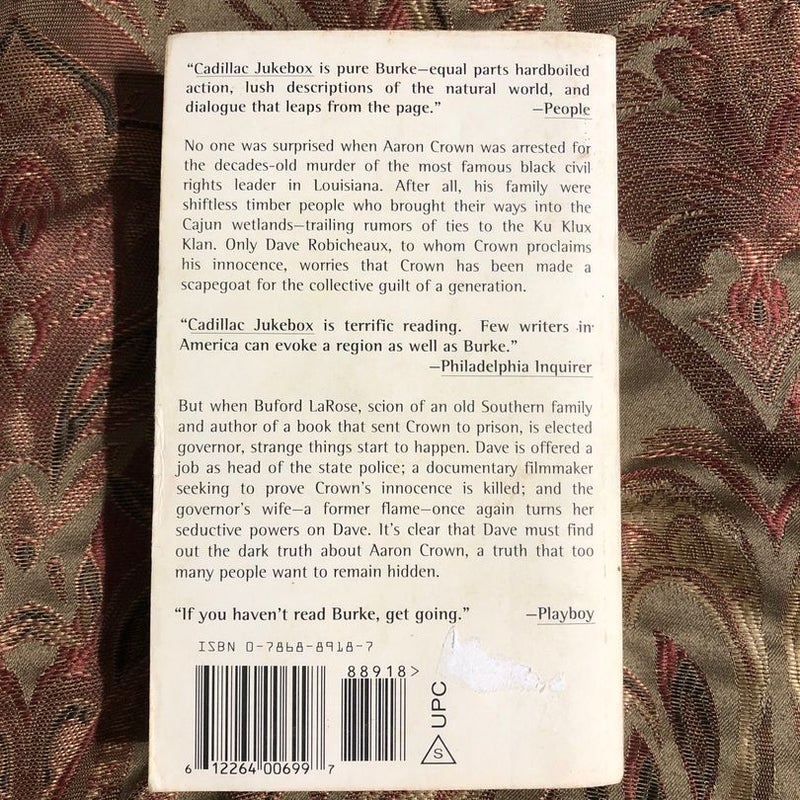 “Cadillac Jukebox is pure Burke—equal parts hardboiled
action, lush descriptions of the natural world, and
dialogue that leaps from the page.” —People
No one was surprised when Aaron Crown was arrested for
the decades-old murder of the most famous black civil
rights leader in Louisiana. After all, his family were
shiftless timber people who brought their ways into the
Cajun wetlands—trailing rumors of ties to the Ku Klux
Klan. Only Dave Robicheaux, to whom Crown proclaims
his innocence, worries that Crown has been made a
scapegoat for the collective guilt of a generation.
“Cadillac Jukebox is terrific reading. Few writers in
America can evoke a region as well as Burke.”
—Philadelphia Inquirer
But when Buford LaRose, scion of an old Southern family
and author of a book that sent Crown to prison, is elected
governor, strange things start to happen. Dave is offered a
job as head of the state police; a documentary filmmaker
seeking to prove Crown’s innocence is killed; and the
governor’s wife—a former flame—once again turns her
seductive powers on Dave. It’s clear that Dave must find
out the dark truth about Aaron Crown, a truth that too
many people want to remain hidden.
“If you haven’t read Burke, get going.” —Playboy
ISBN 0-7868-8918-7
88918>
UPC
S
6 12264 00699 7